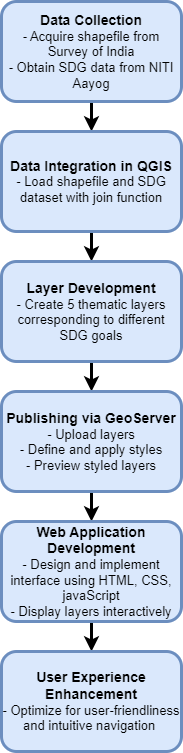 Data Collection
- Acquire shapefile from
Survey of India
- Obtain SDG data from NITI
Aayog
Data Integration in QGIS
- Load shapefile and SDG
dataset with join function
Layer Development
- Create 5 thematic layers
corresponding to different
SDG goals
Publishing via GeoServer
- Upload layers
- Define and apply styles
- Preview styled layers
Web Application
Development
- Design and implement
interface using HTML, CSS,
javaScript
- Display layers interactively
User Experience
Enhancement
- Optimize for user-friendliness
and intuitive navigation